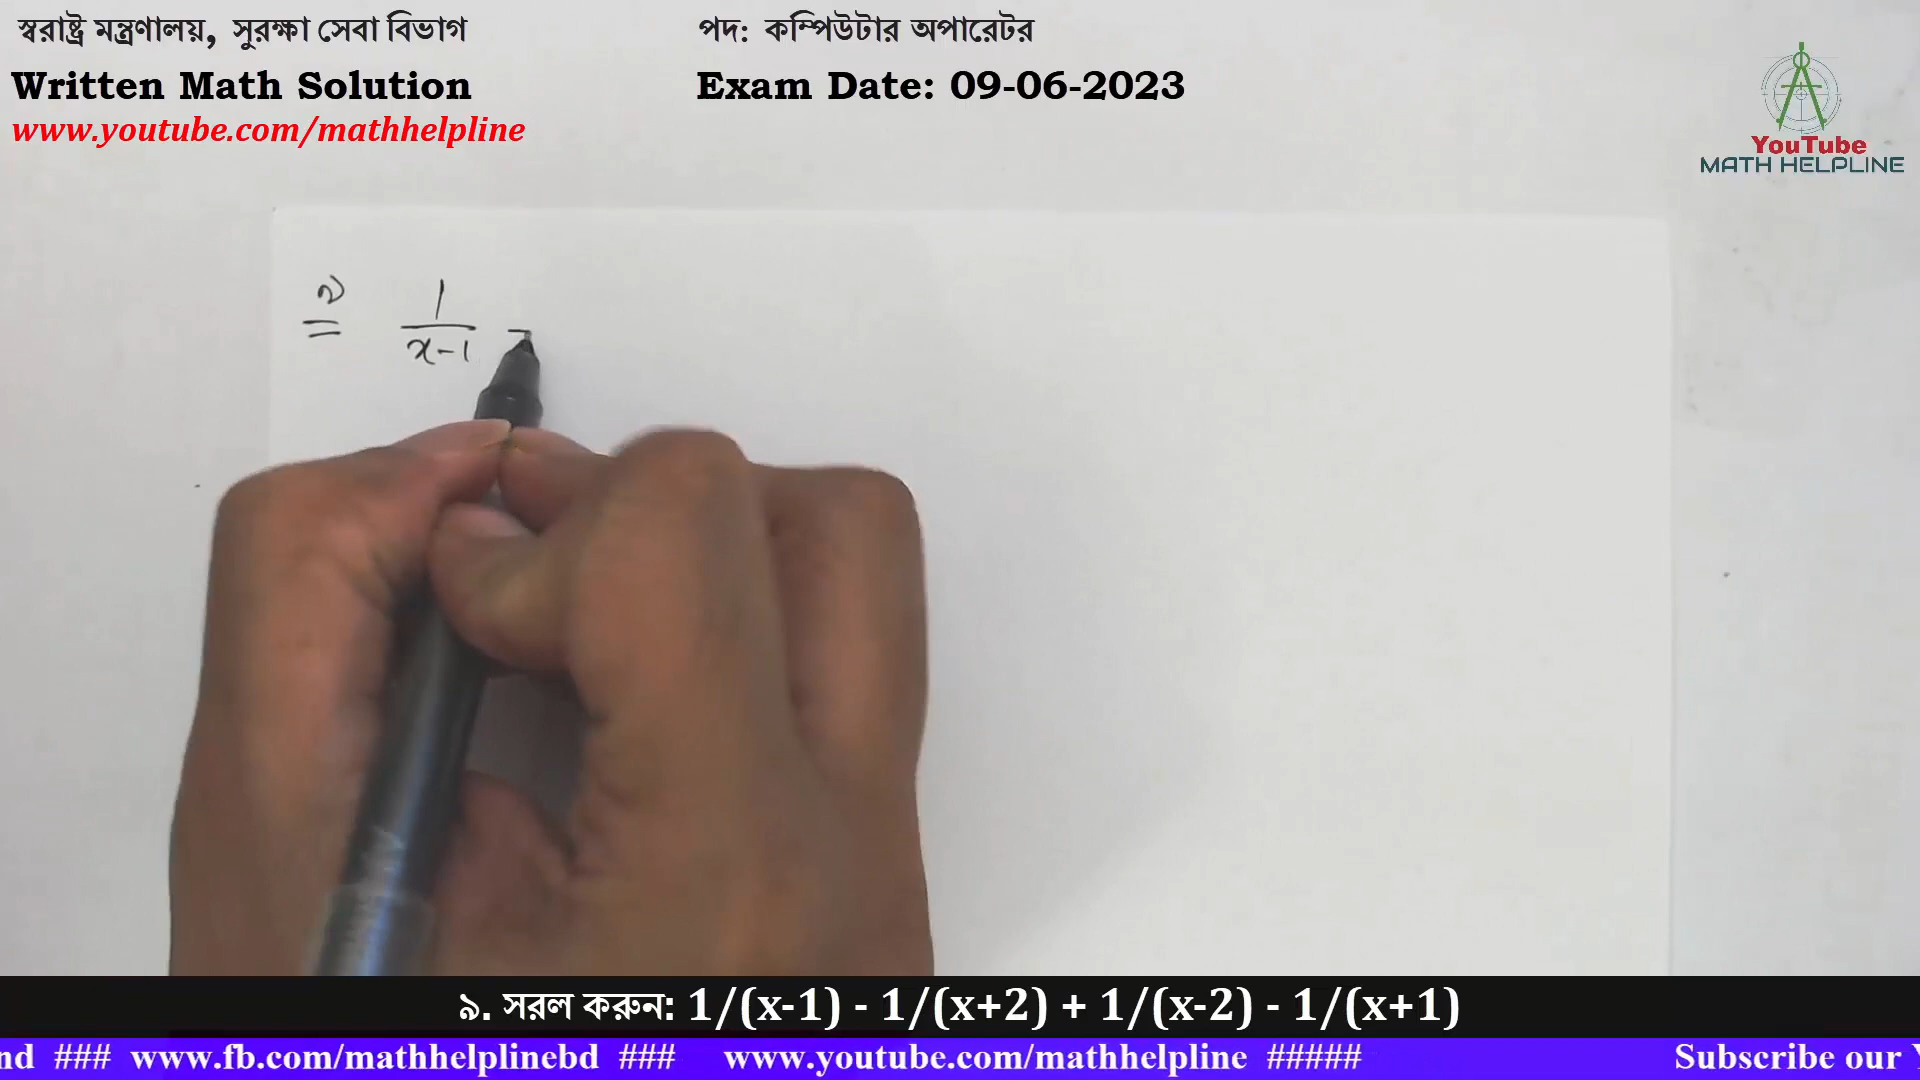 স্বরাষ্ট্র মন্ত্রণালয়, সুরক্ষা সেবা বিভাগ
পদ: কম্পিউটার অপারেটর
Written Math Solution
Exam Date: 09-06-2023
www.youtube.com/mathhelpline
YouTube
MATH HELPLINE
৯
= 1/(x-1) -
৯. সরল করুন: 1/(x-1) - 1/(x+2) + 1/(x-2) - 1/(x+1)
nd ### www.fb.com/mathhelplinebd ### www.youtube.com/mathhelpline ##### Subscribe our Y